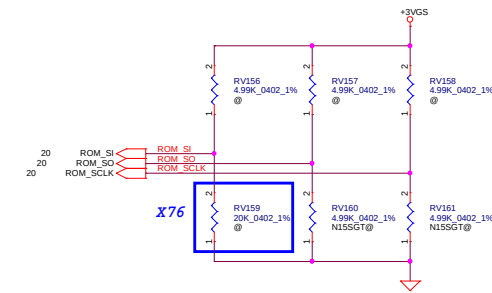 +3VGS
2
RV156
4.99K_0402_1%
@
1
2
RV157
4.99K_0402_1%
@
1
2
RV158
4.99K_0402_1%
@
1
20 ROM_SI ROM_SI
20 ROM_SO ROM_SO
20 ROM_SCLK ROM_SCLK
X76
2
RV159
20K_0402_1%
@
1
2
RV160
4.99K_0402_1%
N15SGT@
1
2
RV161
4.99K_0402_1%
N15SGT@
1